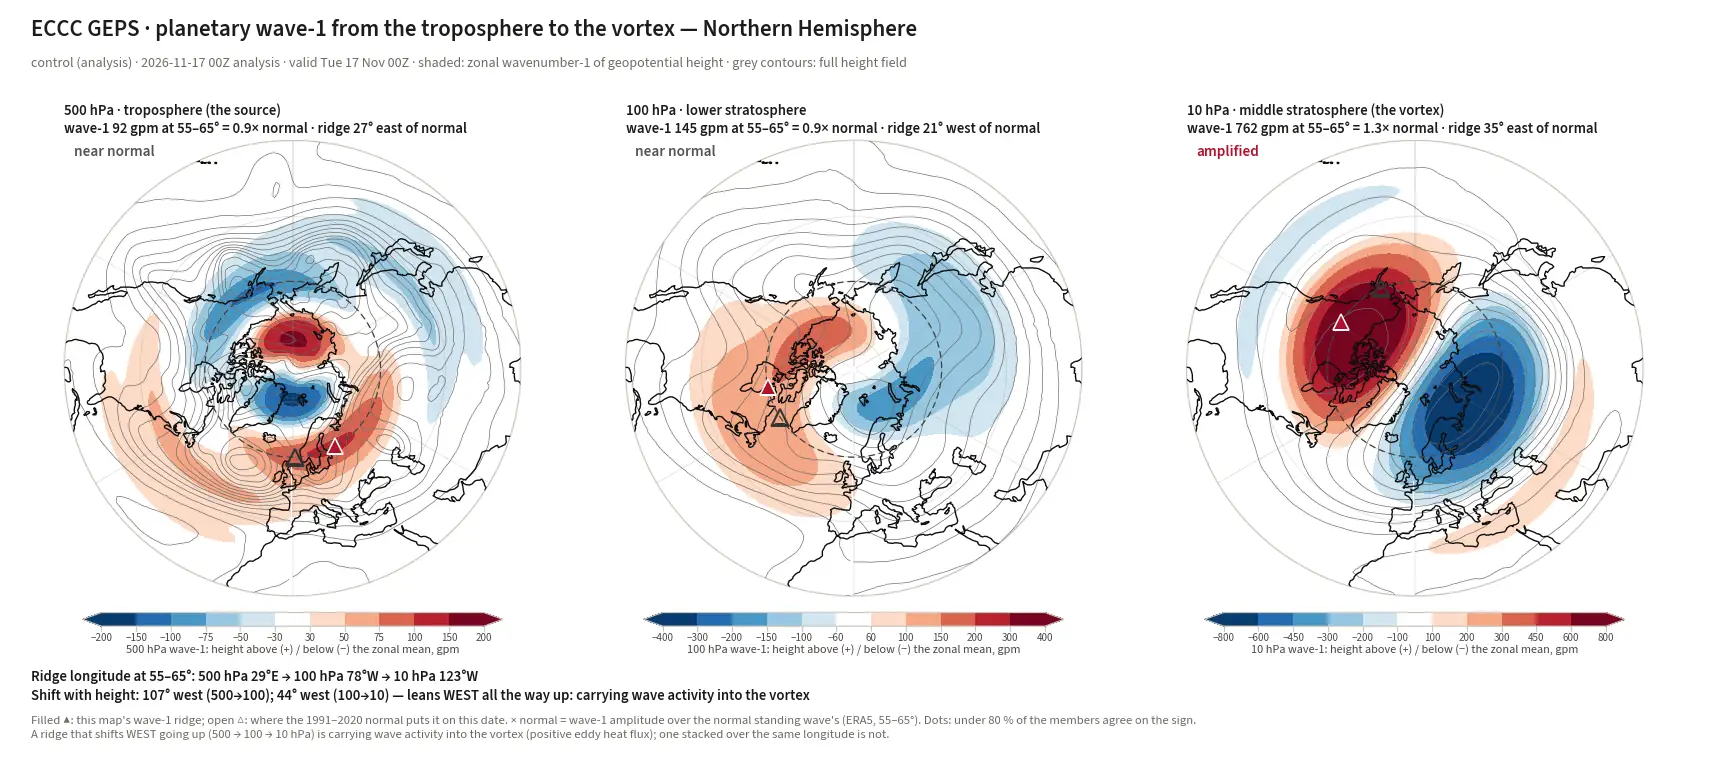 ECCC GEPS · planetary wave-1 from the troposphere to the vortex — Northern Hemisphere
control (analysis) · 2026-11-17 00Z analysis · valid Tue 17 Nov 00Z · shaded: zonal wavenumber-1 of geopotential height · grey contours: full height field
500 hPa · troposphere (the source)
wave-1 92 gpm at 55–65° = 0.9× normal · ridge 27° east of normal
near normal
100 hPa · lower stratosphere
wave-1 145 gpm at 55–65° = 0.9× normal · ridge 21° west of normal
near normal
10 hPa · middle stratosphere (the vortex)
wave-1 762 gpm at 55–65° = 1.3× normal · ridge 35° east of normal
amplified
−200 −150 −100 −75 −50 −30 30 50 75 100 150 200
500 hPa wave-1: height above (+) / below (−) the zonal mean, gpm
−400 −300 −200 −150 −100 −60 60 100 150 200 300 400
100 hPa wave-1: height above (+) / below (−) the zonal mean, gpm
−800 −600 −450 −300 −200 −100 100 200 300 450 600 800
10 hPa wave-1: height above (+) / below (−) the zonal mean, gpm
Ridge longitude at 55–65°: 500 hPa 29°E → 100 hPa 78°W → 10 hPa 123°W
Shift with height: 107° west (500→100); 44° west (100→10) — leans WEST all the way up: carrying wave activity into the vortex
Filled ▲: this map's wave-1 ridge; open △: where the 1991–2020 normal puts it on this date. × normal = wave-1 amplitude over the normal standing wave's (ERA5, 55–65°). Dots: under 80 % of the members agree on the sign.
A ridge that shifts WEST going up (500 → 100 → 10 hPa) is carrying wave activity into the vortex (positive eddy heat flux); one stacked over the same longitude is not.